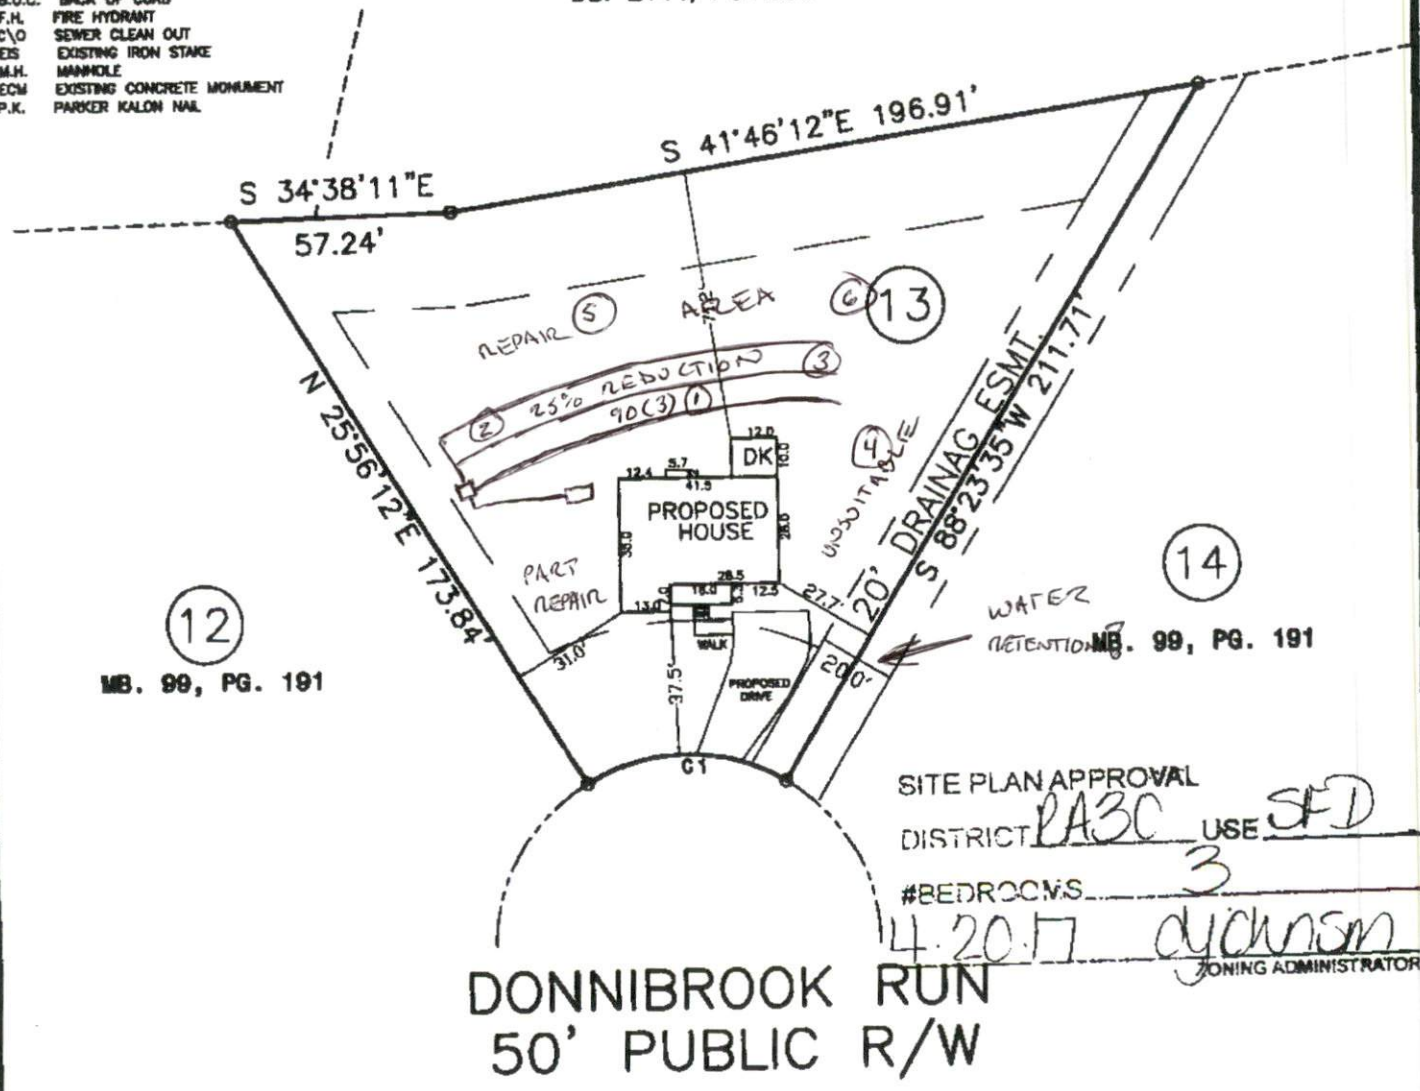 F.H. FIRE HYDRANT
C\O SEWER CLEAN OUT
EIS EXISTING IRON STAKE
M.H. MANHOLE
ECM EXISTING CONCRETE MONUMENT
P.K. PARKER KALON NAIL
S 41°46'12"E 196.91'
S 34°38'11"E
57.24'
13
REPAIR 5 AREA 6
25% REDUCTION 3
2 90(3) 1
4
UNSUITABLE
N 25°56'12"E 173.84'
20' DRAINAG ESMT.
S 88°23'35"W 211.71'
12.0
DK 10.0
12.4 5.7
41.5
PROPOSED
HOUSE
38.0
28.0
PART
REPAIR
28.5
13.0 16.0 12.5
27.7'
31.0'
WALK
37.5'
PROPOSED
DRIVE
20.0'
C1
12
MB. 99, PG. 191
14
WATER
RETENTION?
MB. 99, PG. 191
SITE PLAN APPROVAL
DISTRICT RA3C USE SFD
#BEDROOMS 3
4.20.17
ZONING ADMINISTRATOR
DONNIBROOK RUN
50' PUBLIC R/W